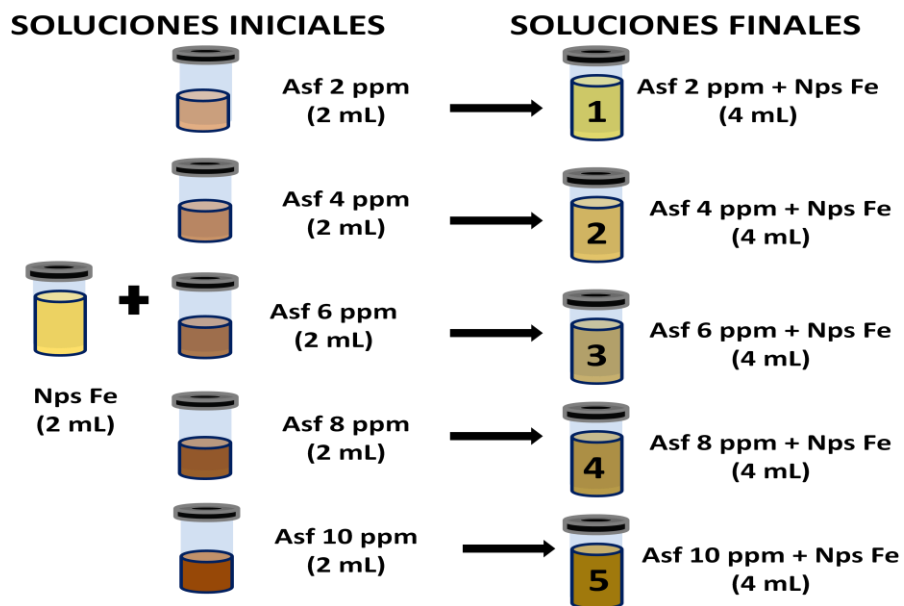 SOLUCIONES INICIALES
SOLUCIONES FINALES
Asf 2 ppm
(2 mL)
1
Asf 2 ppm + Nps Fe
(4 mL)
Asf 4 ppm
(2 mL)
2
Asf 4 ppm + Nps Fe
(4 mL)
Nps Fe
(2 mL)
Asf 6 ppm
(2 mL)
3
Asf 6 ppm + Nps Fe
(4 mL)
Asf 8 ppm
(2 mL)
4
Asf 8 ppm + Nps Fe
(4 mL)
Asf 10 ppm
(2 mL)
5
Asf 10 ppm + Nps Fe
(4 mL)